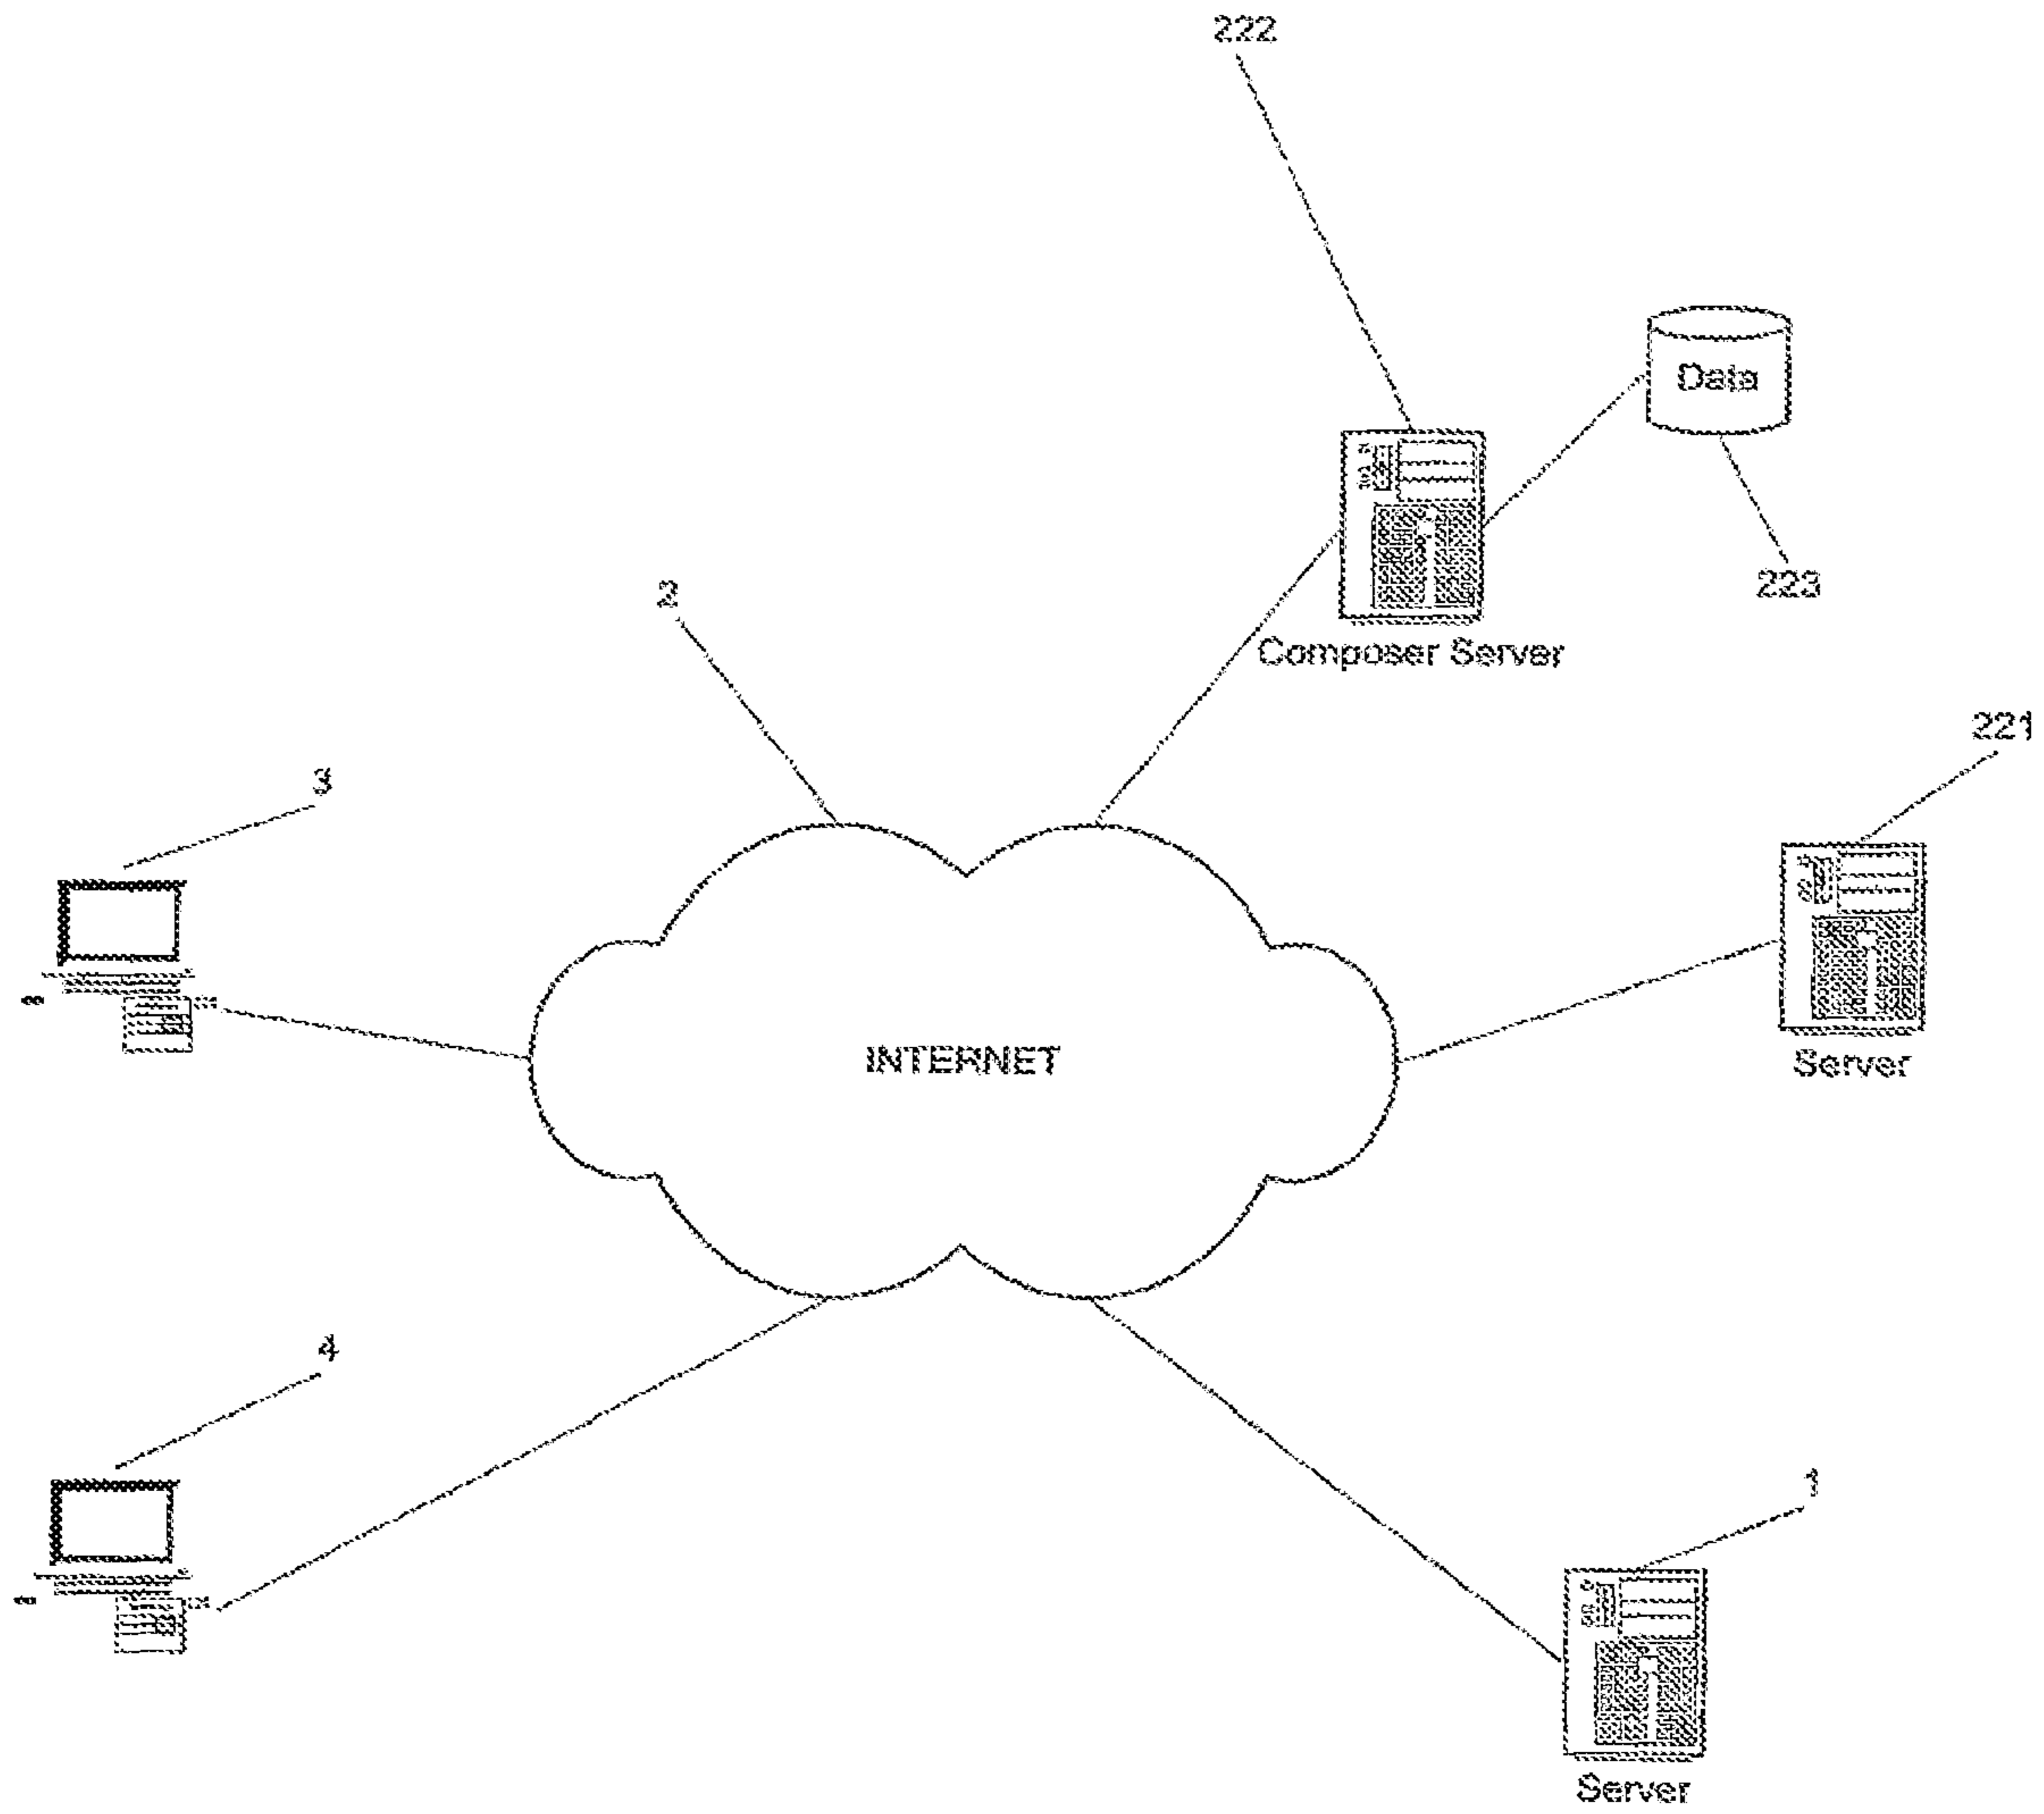 222
Data
223
2
Composer Server
221
3
INTERNET
Server
4
1
Server